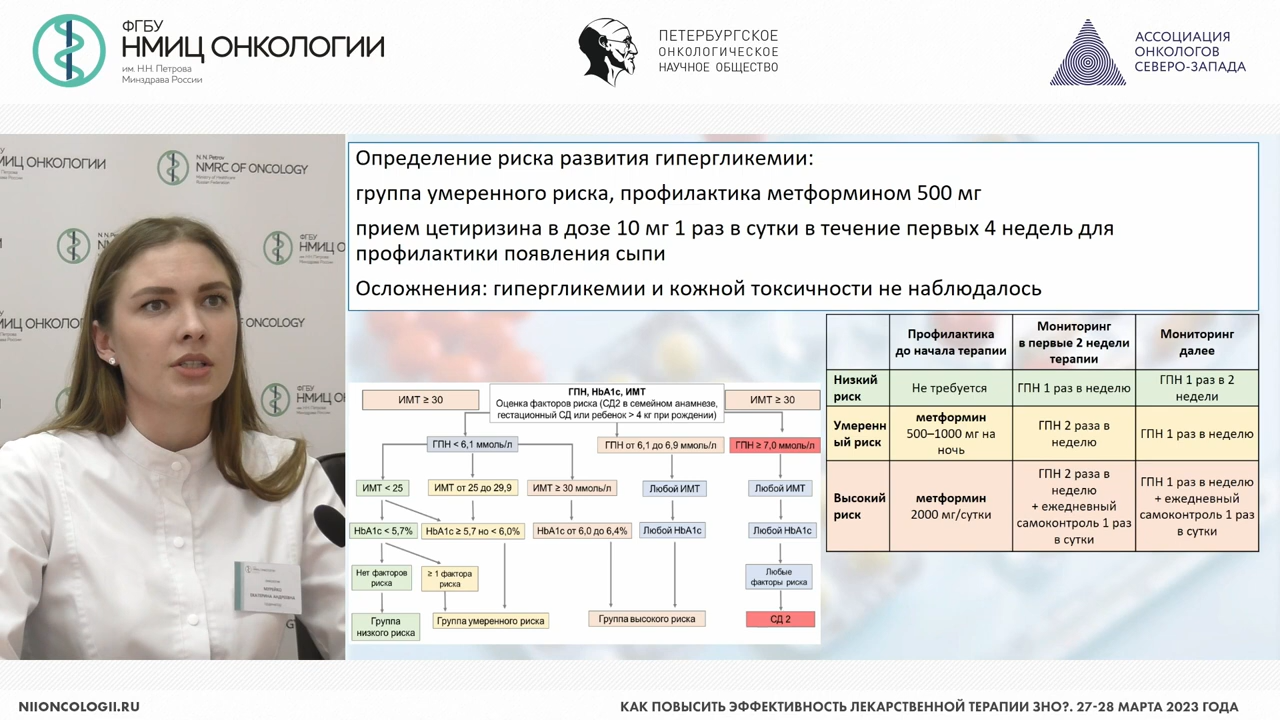 ФГБУ
НМИЦ ОНКОЛОГИИ
им. Н.Н. Петрова
Минздрава России
ПЕТЕРБУРГСКОЕ
ОНКОЛОГИЧЕСКОЕ
НАУЧНОЕ ОБЩЕСТВО
АССОЦИАЦИЯ
ОНКОЛОГОВ
СЕВЕРО-ЗАПАДА
ИЦ ОНКОЛОГИИ
N.N. Petrov
NMRC OF ONCOLOGY
ФГБУ
НМИЦ О
ИЦ ОНКОЛО
ONCOLOGY
ФГБУ
НМИЦ О
Определение риска развития гипергликемии:
группа умеренного риска, профилактика метформином 500 мг
прием цетиризина в дозе 10 мг 1 раз в сутки в течение первых 4 недель для
профилактики появления сыпи
Осложнения: гипергликемии и кожной токсичности не наблюдалось
ИМТ ≥ 30
ГПН, HbA1c, ИМТ
Оценка факторов риска (СД2 в семейном анамнезе,
гестационный СД или ребенок > 4 кг при рождении)
ИМТ ≥ 30
ГПН < 6,1 ммоль/л
ГПН от 6,1 до 6,9 ммоль/л
ГПН ≥ 7,0 ммоль/л
ИМТ < 25
ИМТ от 25 до 29,9
ИМТ ≥ 30 ммоль/л
Любой ИМТ
Любой ИМТ
HbA1c < 5,7%
HbA1c ≥ 5,7 но < 6,0%
HbA1c от 6,0 до 6,4%
Любой HbA1c
Любой HbA1c
Нет факторов
риска
≥ 1 фактора
риска
Любые
факторы риска
Группа
низкого риска
Группа умеренного риска
Группа высокого риска
СД 2
Профилактика
до начала терапии
Мониторинг
в первые 2 недели
терапии
Мониторинг
далее
Низкий
риск
Не требуется
ГПН 1 раз в неделю
ГПН 1 раз в 2
недели
Умеренн
ый риск
метформин
500–1000 мг на
ночь
ГПН 2 раза в
неделю
ГПН 1 раз в неделю
Высокий
риск
метформин
2000 мг/сутки
ГПН 2 раза в
неделю
+ ежедневный
самоконтроль 1 раз
в сутки
ГПН 1 раз в неделю
+ ежедневный
самоконтроль 1 раз
в сутки
NIIONCOLOGII.RU
КАК ПОВЫСИТЬ ЭФФЕКТИВНОСТЬ ЛЕКАРСТВЕННОЙ ТЕРАПИИ ЗНО?. 27-28 МАРТА 2023 ГОДА